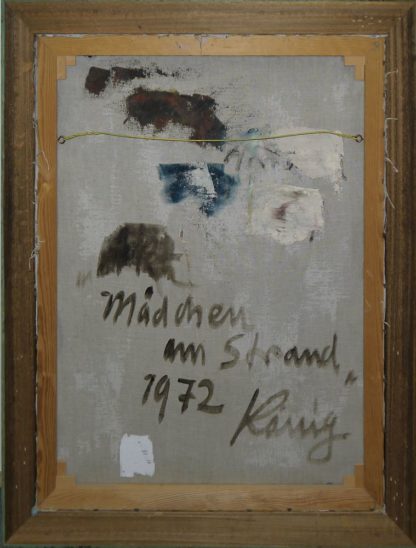 „Mädchen
am Strand"
1972 König.